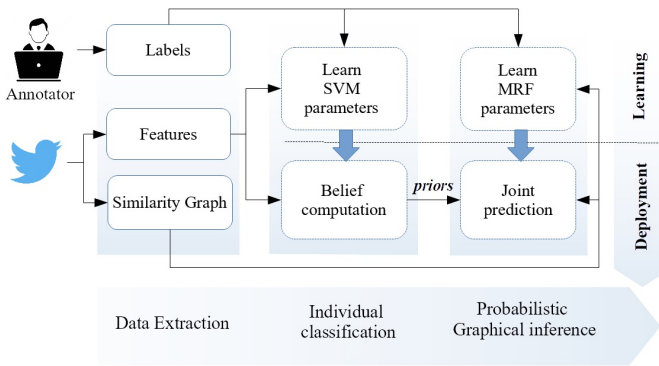 Annotator
Labels
Features
Similarity Graph
Learn
SVM
parameters
Belief
computation
priors
Learn
MRF
parameters
Joint
prediction
Learning
Deployment
Data Extraction
Individual
classification
Probabilistic
Graphical inference